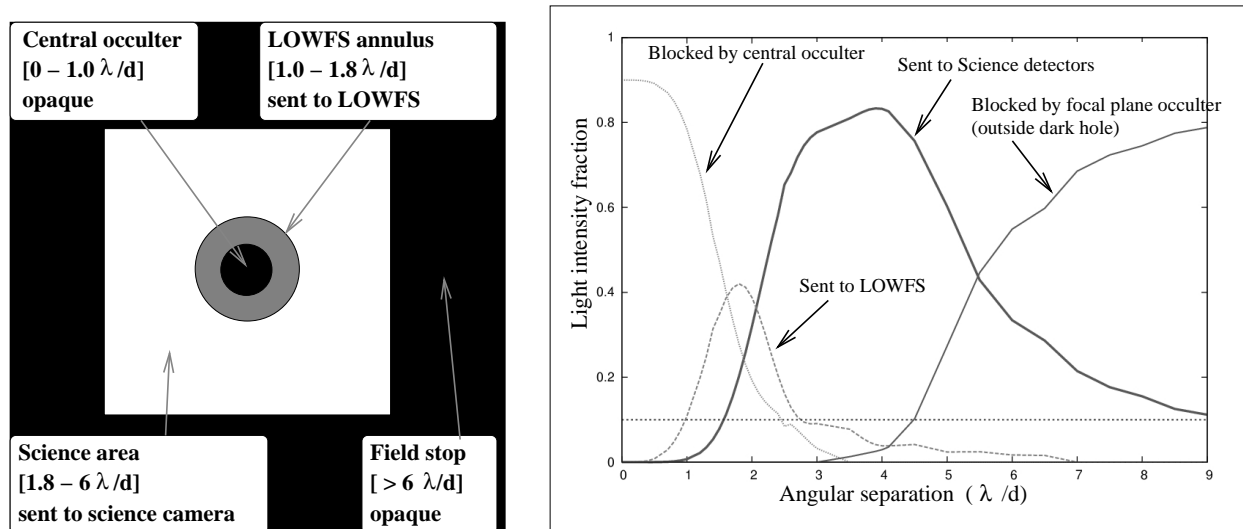 Central occulter
[0 – 1.0 λ /d]
opaque
LOWFS annulus
[1.0 – 1.8 λ /d]
sent to LOWFS
Science area
[1.8 – 6 λ /d]
sent to science camera
Field stop
[ > 6 λ/d]
opaque
Blocked by central occulter
Sent to Science detectors
Blocked by focal plane occulter
(outside dark hole)
Sent to LOWFS
Light intensity fraction
1
0.8
0.6
0.4
0.2
0
0 1 2 3 4 5 6 7 8 9
Angular separation ( λ /d)